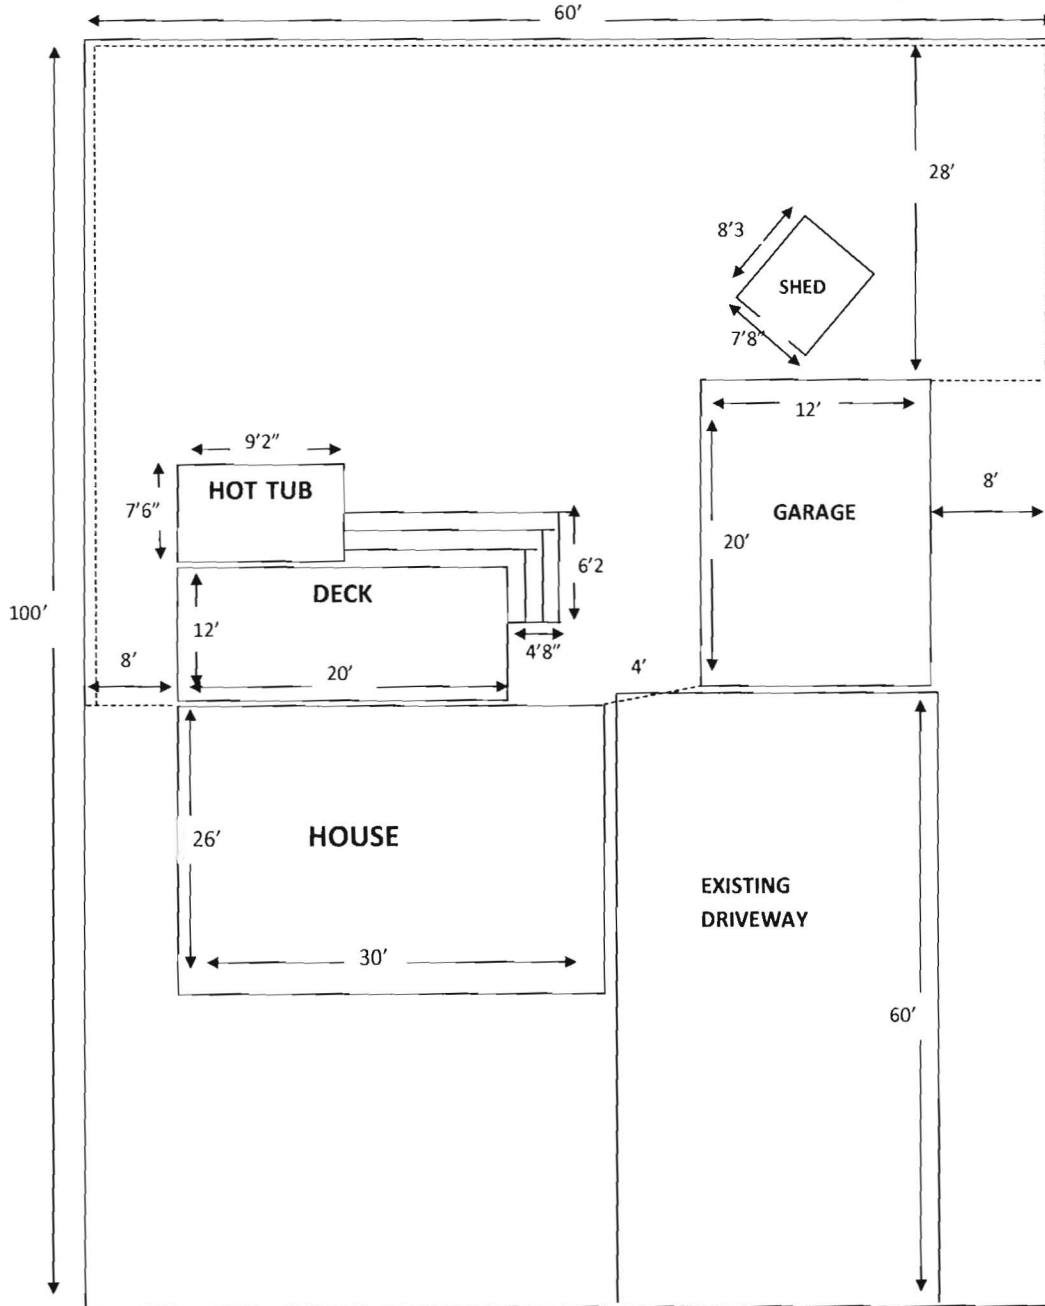 60’
28’
8’3
SHED
7’8”
12’
9’2”
HOT TUB
7’6”
8’
GARAGE
20’
6’2
DECK
100’
12’
4’8”
8’
20’
4’
26’
HOUSE
EXISTING
DRIVEWAY
30’
60’